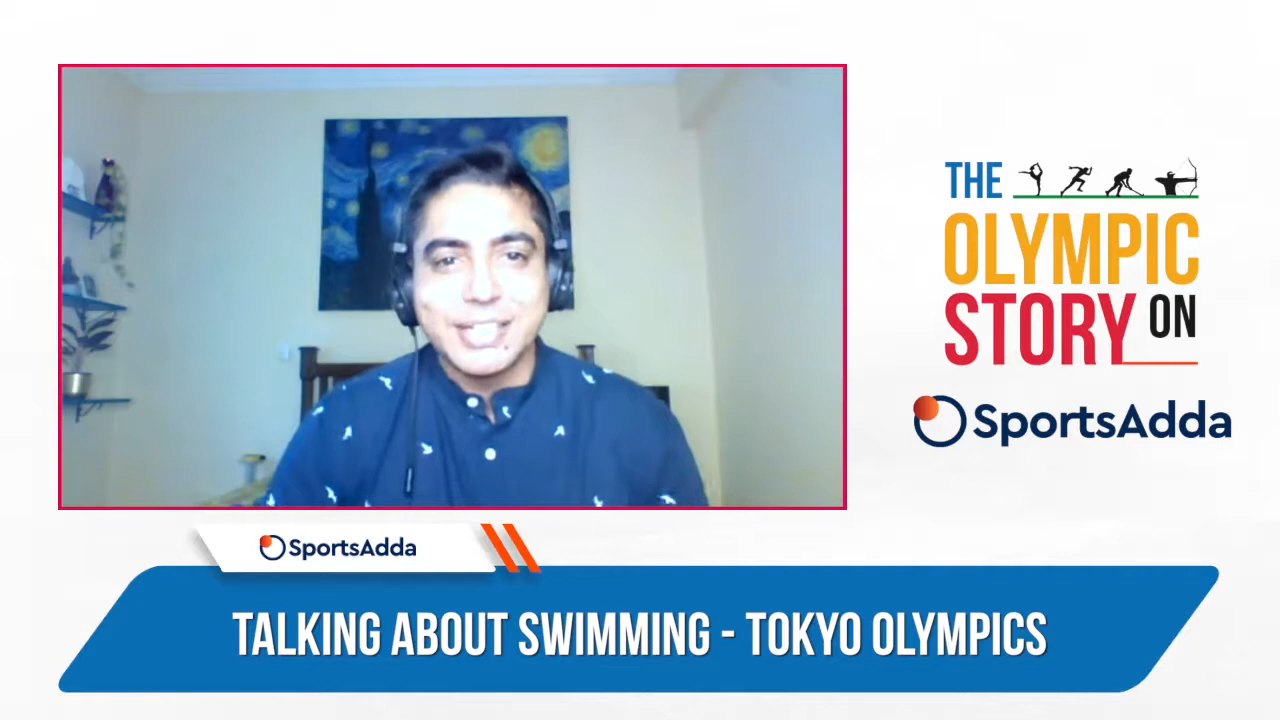 THE
OLYMPIC
STORY ON
SportsAdda
SportsAdda
TALKING ABOUT SWIMMING - TOKYO OLYMPICS